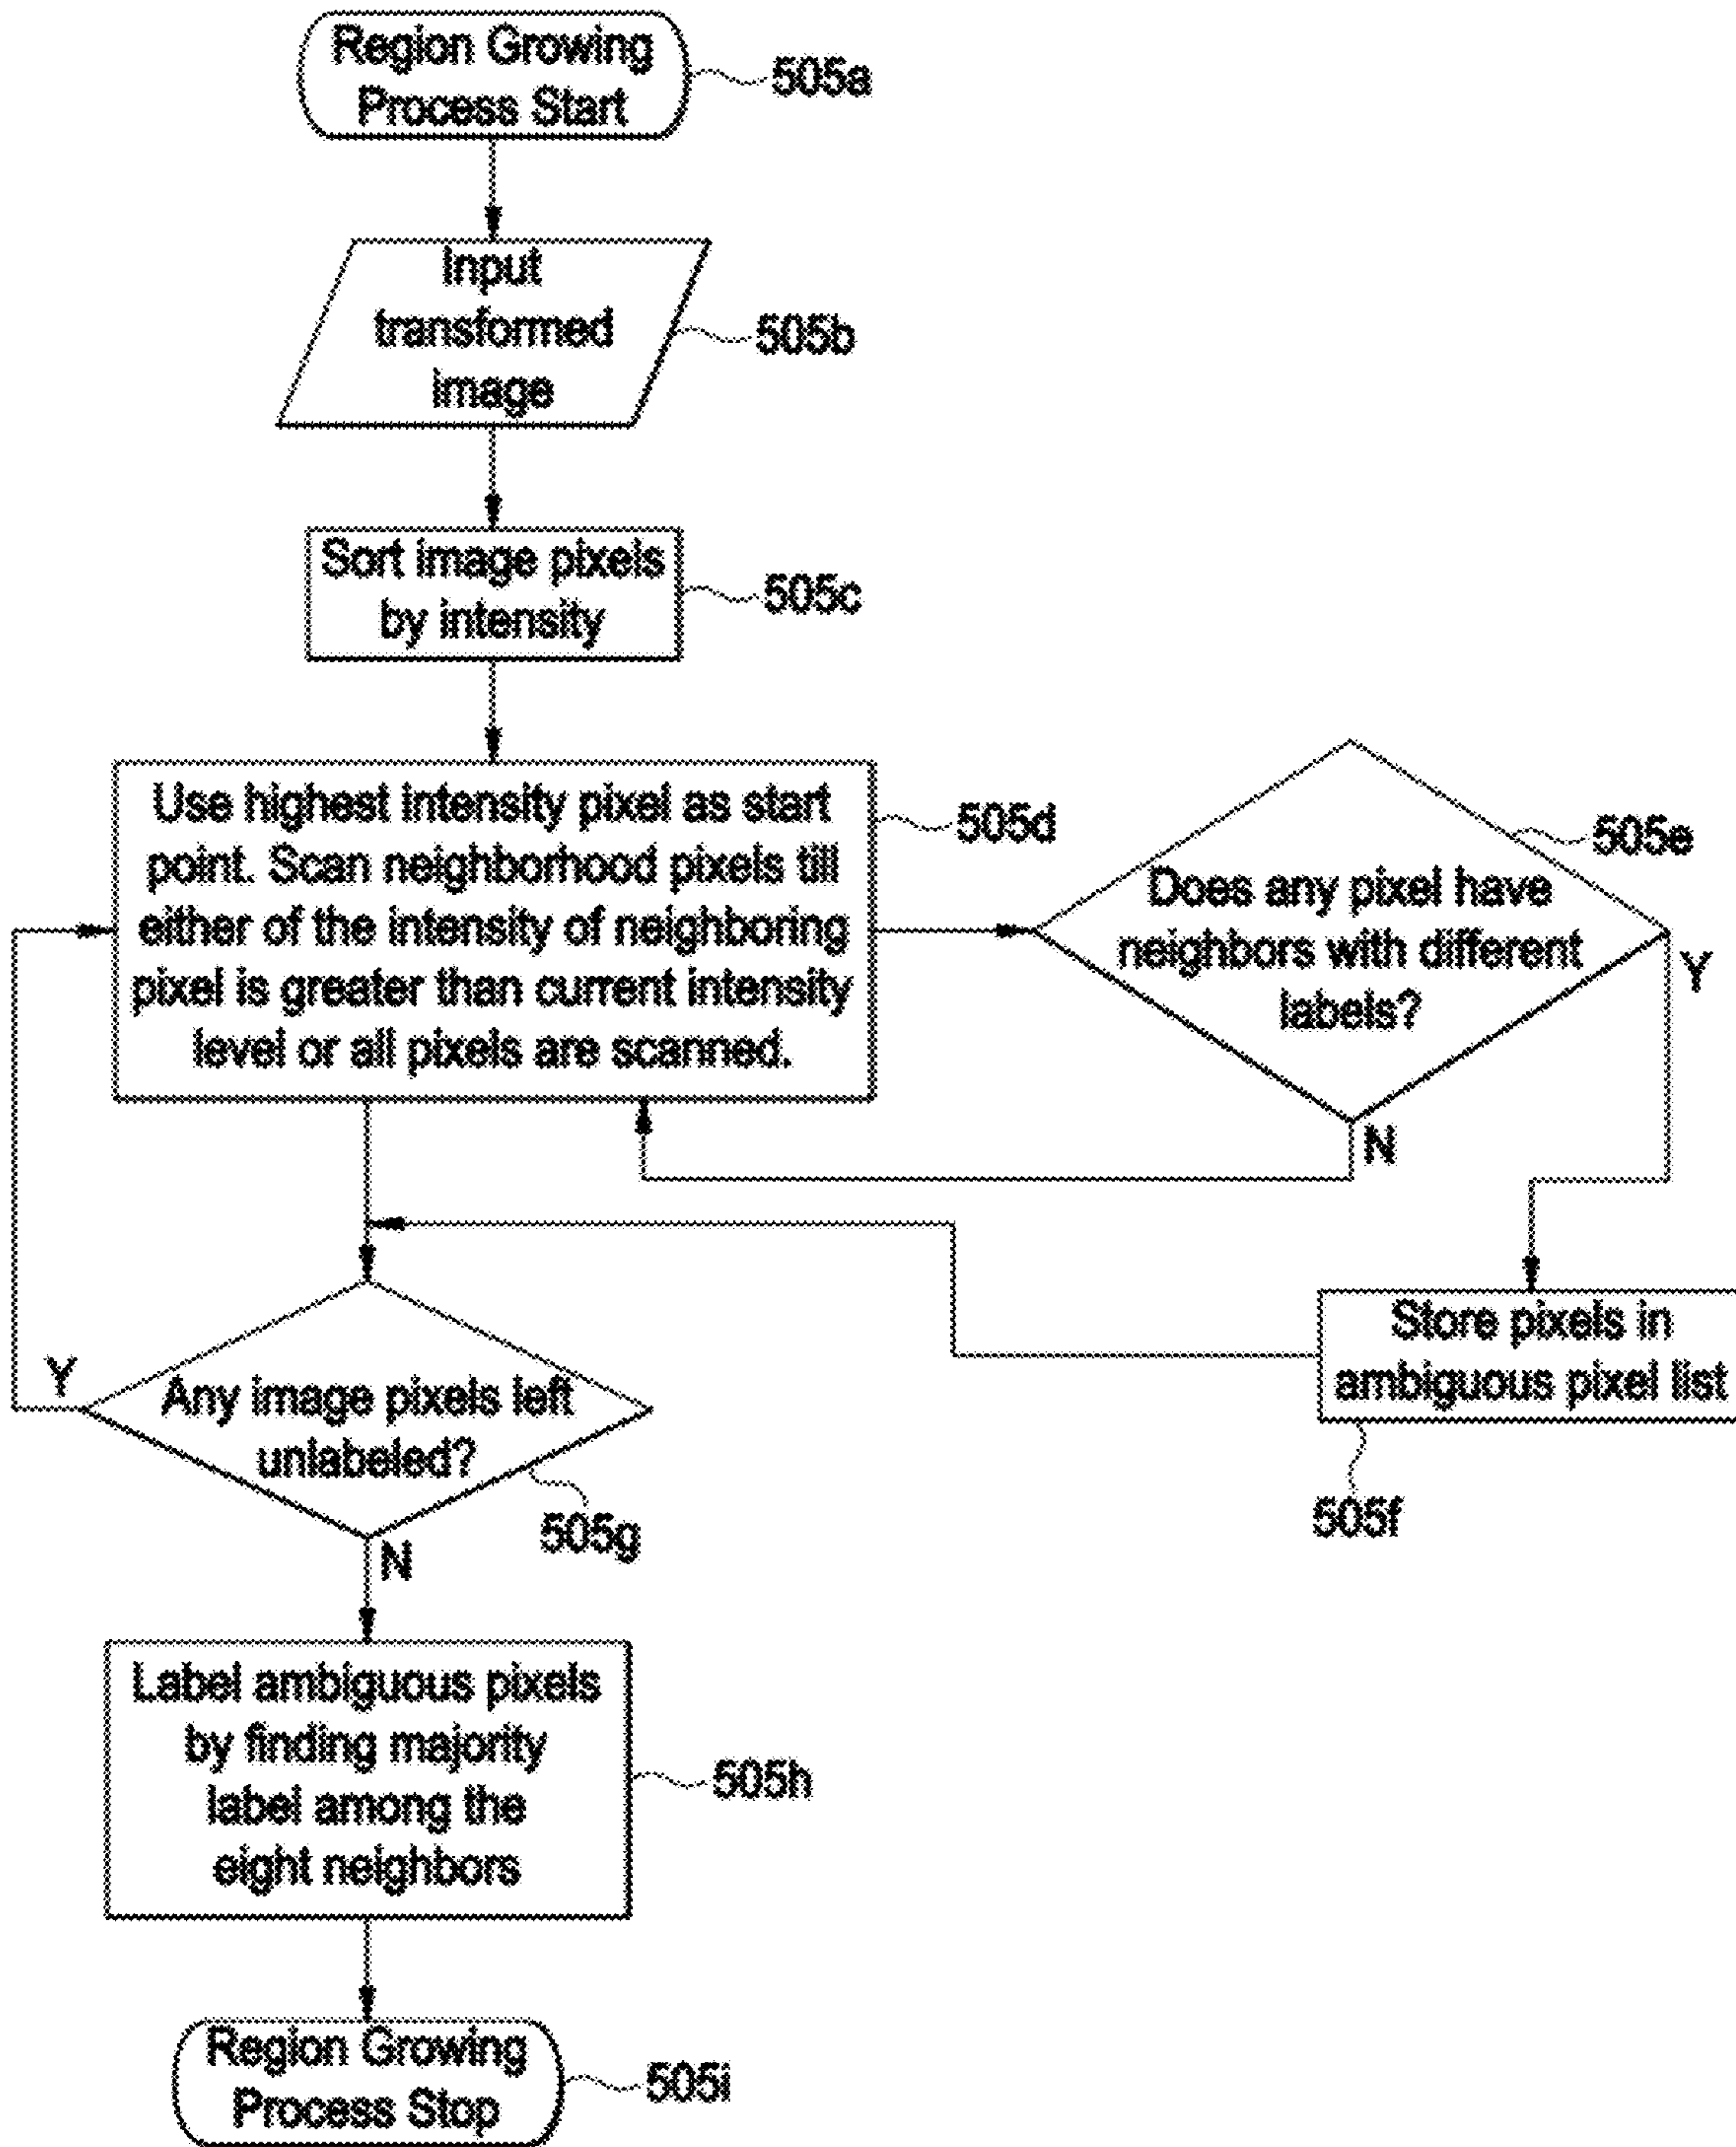 Region Growing
Process Start
505a
Input
transformed
image
505b
Sort image pixels
by intensity
505c
Use highest intensity pixel as start
point. Scan neighborhood pixels till
either of the intensity of neighboring
pixel is greater than current intensity
level or all pixels are scanned.
505d
Does any pixel have
neighbors with different
labels?
505e
Y
N
Store pixels in
ambiguous pixel list
505f
Any image pixels left
unlabeled?
505g
Y
N
Label ambiguous pixels
by finding majority
label among the
eight neighbors
505h
Region Growing
Process Stop
505i